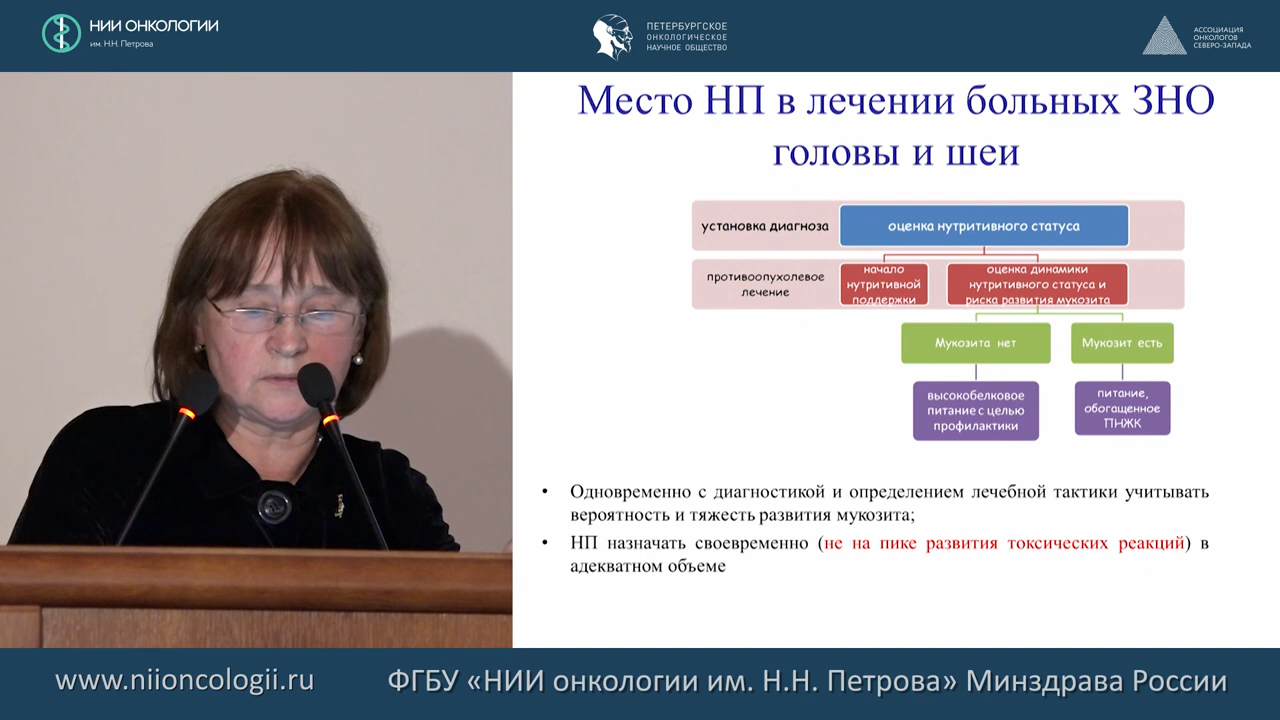 НИИ ОНКОЛОГИИ
им. Н.Н. Петрова
ПЕТЕРБУРГСКОЕ
ОНКОЛОГИЧЕСКОЕ
НАУЧНОЕ ОБЩЕСТВО
АССОЦИАЦИЯ
ОНКОЛОГОВ
СЕВЕРО-ЗАПАДА
Место НП в лечении больных ЗНО
головы и шеи
установка диагноза
оценка нутритивного статуса
противоопухолевое
лечение
начало
нутритивной
поддержки
оценка динамики
нутритивного статуса и
риска развития мукозита
Мукозита нет
Мукозит есть
высокобелковое
питание с целью
профилактики
питание,
обогащенное
ПНЖК
• Одновременно с диагностикой и определением лечебной тактики учитывать
вероятность и тяжесть развития мукозита;
• НП назначать своевременно (не на пике развития токсических реакций) в
адекватном объеме
www.niioncologii.ru
ФГБУ «НИИ онкологии им. Н.Н. Петрова» Минздрава России